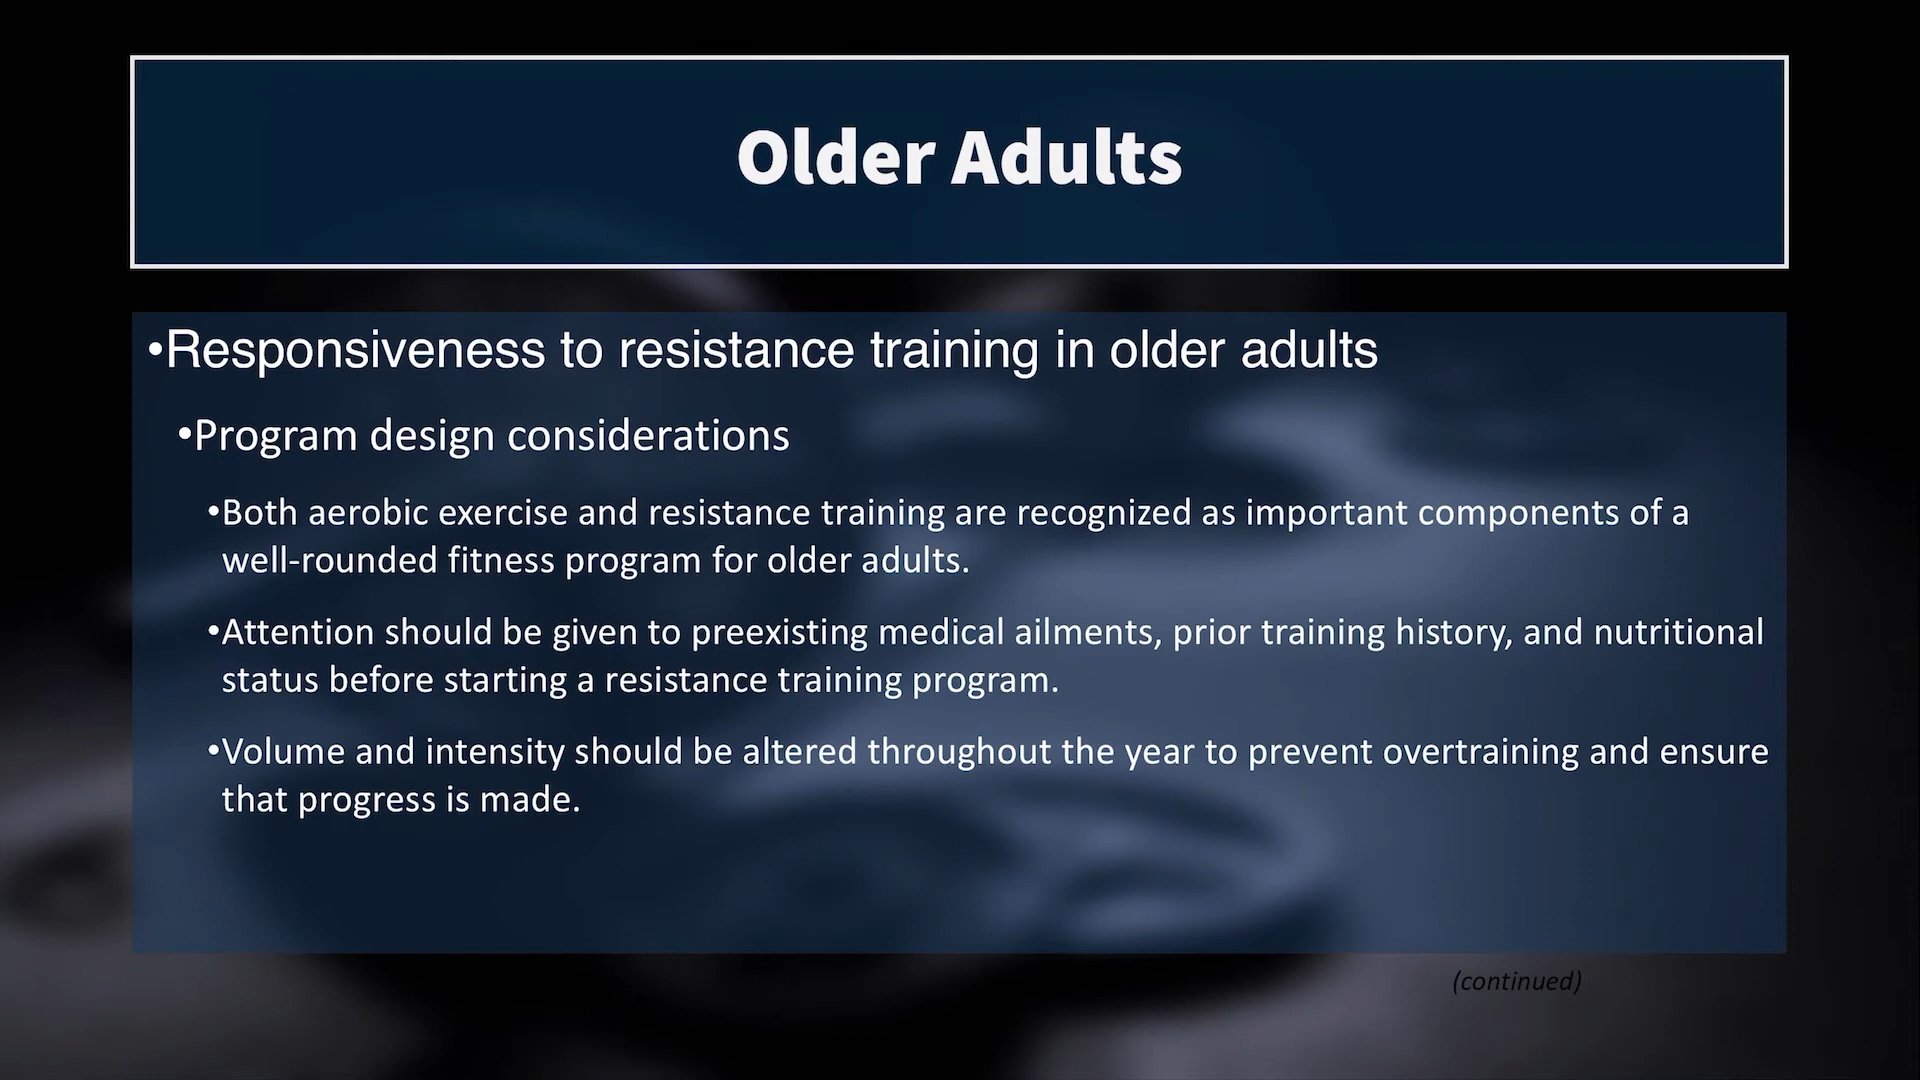 Older Adults
•Responsiveness to resistance training in older adults
•Program design considerations
•Both aerobic exercise and resistance training are recognized as important components of a
well-rounded fitness program for older adults.
•Attention should be given to preexisting medical ailments, prior training history, and nutritional
status before starting a resistance training program.
•Volume and intensity should be altered throughout the year to prevent overtraining and ensure
that progress is made.
(continued)